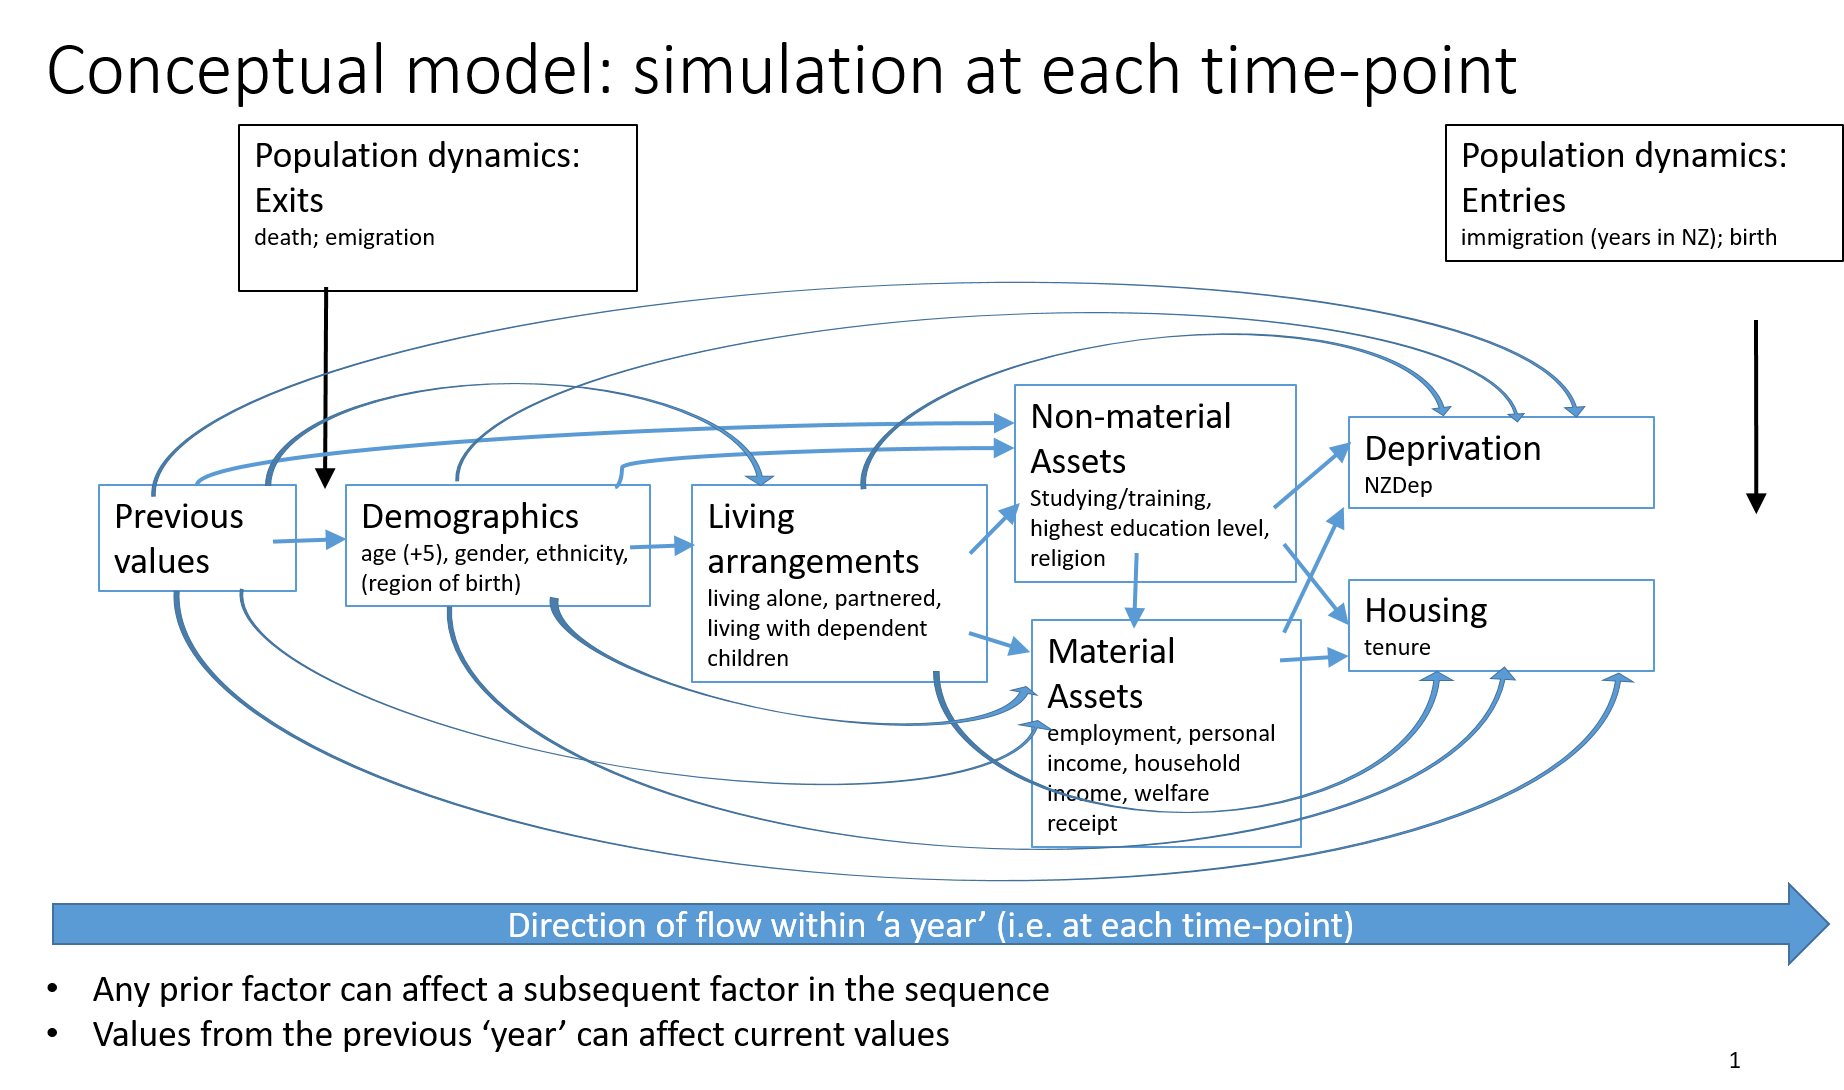 Conceptual model: simulation at each time-point
Population dynamics:
Exits
death; emigration
Population dynamics:
Entries
immigration (years in NZ); birth
Previous
values
Demographics
age (+5), gender, ethnicity,
(region of birth)
Living
arrangements
living alone, partnered,
living with dependent
children
Non-material
Assets
Studying/training,
highest education level,
religion
Material
Assets
employment, personal
income, household
income, welfare
receipt
Deprivation
NZDep
Housing
tenure
Direction of flow within ‘a year’ (i.e. at each time-point)
• Any prior factor can affect a subsequent factor in the sequence
• Values from the previous ‘year’ can affect current values
1